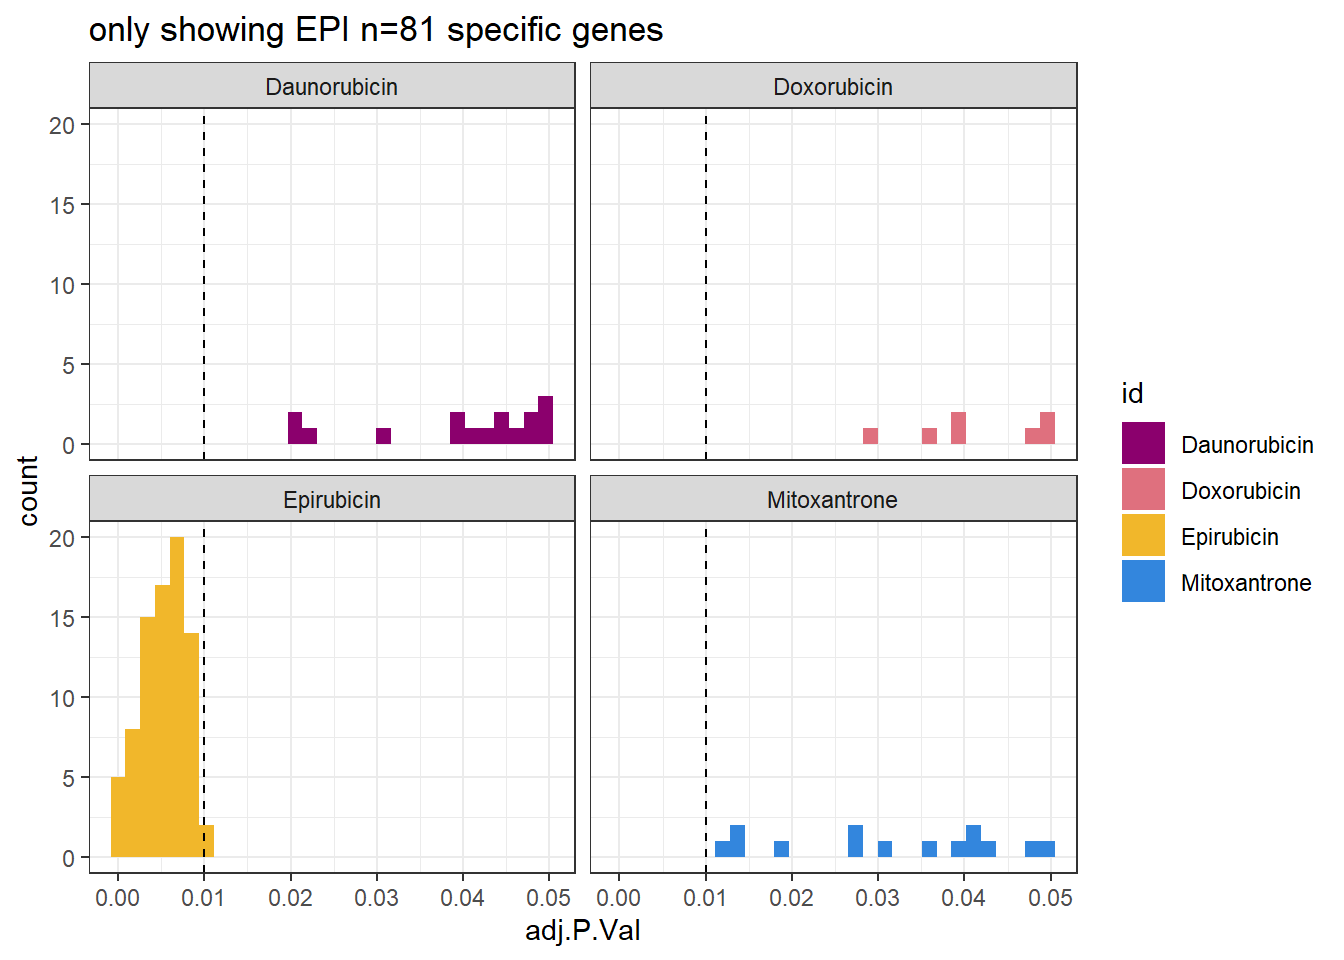 only showing EPI n=81 specific genes
Daunorubicin
Doxorubicin
20
15
10
5
0
Epirubicin
Mitoxantrone
20
15
10
5
0
0.00 0.01 0.02 0.03 0.04 0.05
0.00 0.01 0.02 0.03 0.04 0.05
adj.P.Val
count
id
Daunorubicin
Doxorubicin
Epirubicin
Mitoxantrone